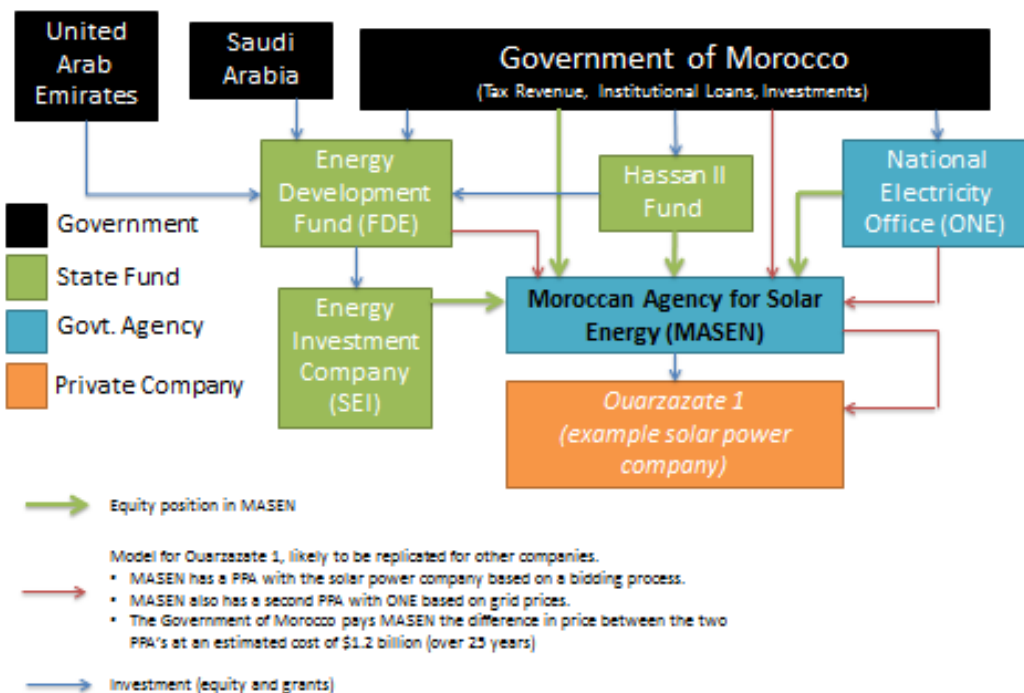 United
Arab
Emirates
Saudi
Arabia
Government of Morocco
(Tax Revenue, Institutional Loans, Investments)
Energy
Development
Fund (FDE)
Hassan II
Fund
National
Electricity
Office (ONE)
Government
State Fund
Govt. Agency
Private Company
Energy
Investment
Company
(SEI)
Moroccan Agency for Solar
Energy (MASEN)
Ouarzazate 1
(example solar power
company)
Equity position in MASEN
Model for Ouarzazate 1, likely to be replicated for other companies.
• MASEN has a PPA with the solar power company based on a bidding process.
• MASEN also has a second PPA with ONE based on grid prices.
• The Government of Morocco pays MASEN the difference in price between the two
PPA's at an estimated cost of $1.2 billion (over 25 years)
Investment (equity and grants)